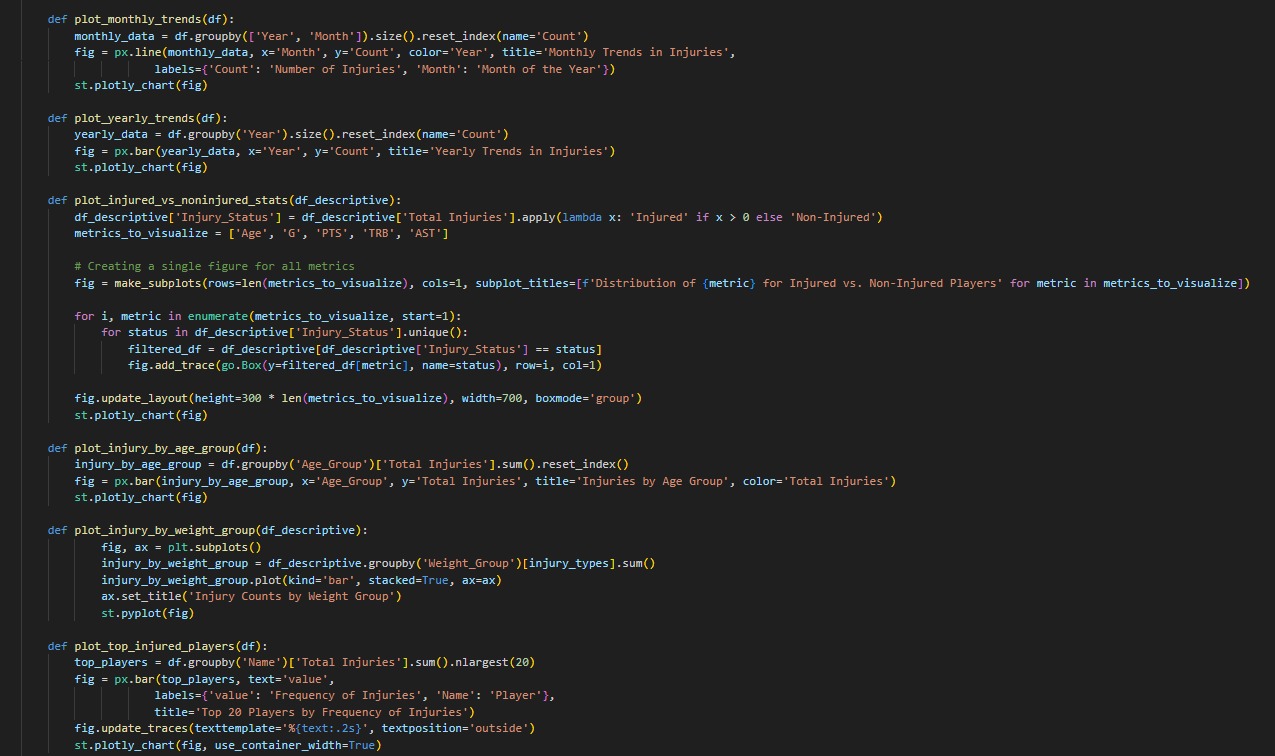 def plot_monthly_trends(df):
    monthly_data = df.groupby(['Year', 'Month']).size().reset_index(name='Count')
    fig = px.line(monthly_data, x='Month', y='Count', color='Year', title='Monthly Trends in Injuries',
                labels={'Count': 'Number of Injuries', 'Month': 'Month of the Year'})
    st.plotly_chart(fig)

def plot_yearly_trends(df):
    yearly_data = df.groupby('Year').size().reset_index(name='Count')
    fig = px.bar(yearly_data, x='Year', y='Count', title='Yearly Trends in Injuries')
    st.plotly_chart(fig)

def plot_injured_vs_noninjured_stats(df_descriptive):
    df_descriptive['Injury_Status'] = df_descriptive['Total Injuries'].apply(lambda x: 'Injured' if x > 0 else 'Non-Injured')
    metrics_to_visualize = ['Age', 'G', 'PTS', 'TRB', 'AST']

    # Creating a single figure for all metrics
    fig = make_subplots(rows=len(metrics_to_visualize), cols=1, subplot_titles=[f'Distribution of {metric} for Injured vs. Non-Injured Players' for metric in metrics_to_visualize])

    for i, metric in enumerate(metrics_to_visualize, start=1):
        for status in df_descriptive['Injury_Status'].unique():
            filtered_df = df_descriptive[df_descriptive['Injury_Status'] == status]
            fig.add_trace(go.Box(y=filtered_df[metric], name=status), row=i, col=1)

    fig.update_layout(height=300 * len(metrics_to_visualize), width=700, boxmode='group')
    st.plotly_chart(fig)

def plot_injury_by_age_group(df):
    injury_by_age_group = df.groupby('Age_Group')['Total Injuries'].sum().reset_index()
    fig = px.bar(injury_by_age_group, x='Age_Group', y='Total Injuries', title='Injuries by Age Group', color='Total Injuries')
    st.plotly_chart(fig)

def plot_injury_by_weight_group(df_descriptive):
        fig, ax = plt.subplots()
        injury_by_weight_group = df_descriptive.groupby('Weight_Group')[injury_types].sum()
        injury_by_weight_group.plot(kind='bar', stacked=True, ax=ax)
        ax.set_title('Injury Counts by Weight Group')
        st.pyplot(fig)

def plot_top_injured_players(df):
    top_players = df.groupby('Name')['Total Injuries'].sum().nlargest(20)
    fig = px.bar(top_players, text='value',
                labels={'value': 'Frequency of Injuries', 'Name': 'Player'},
                title='Top 20 Players by Frequency of Injuries')
    fig.update_traces(texttemplate='%{text:.2s}', textposition='outside')
    st.plotly_chart(fig, use_container_width=True)